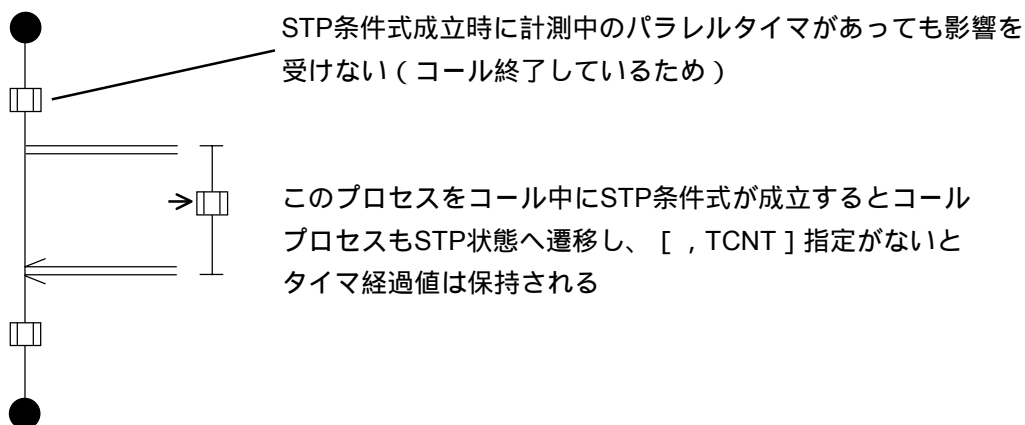 STP条件式成立時に計測中のパラレルタイマがあっても影響を
受けない（コール終了しているため）
このプロセスをコール中にSTP条件式が成立するとコール
プロセスもSTP状態へ遷移し、［，TCNT］指定がないと
タイマ経過値は保持される